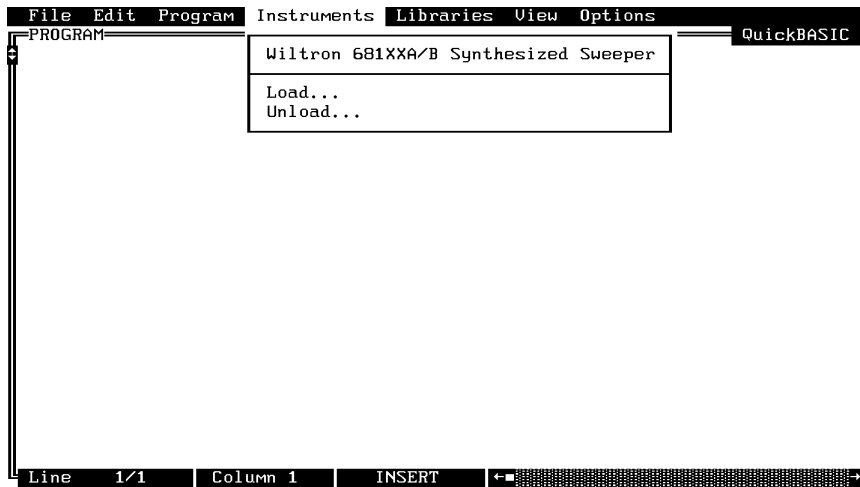 File Edit Program Instruments Libraries View Options
PROGRAM
QuickBASIC
Wiltron 681XXA/B Synthesized Sweeper
Load...
Unload...
Line 1/1 Column 1 INSERT